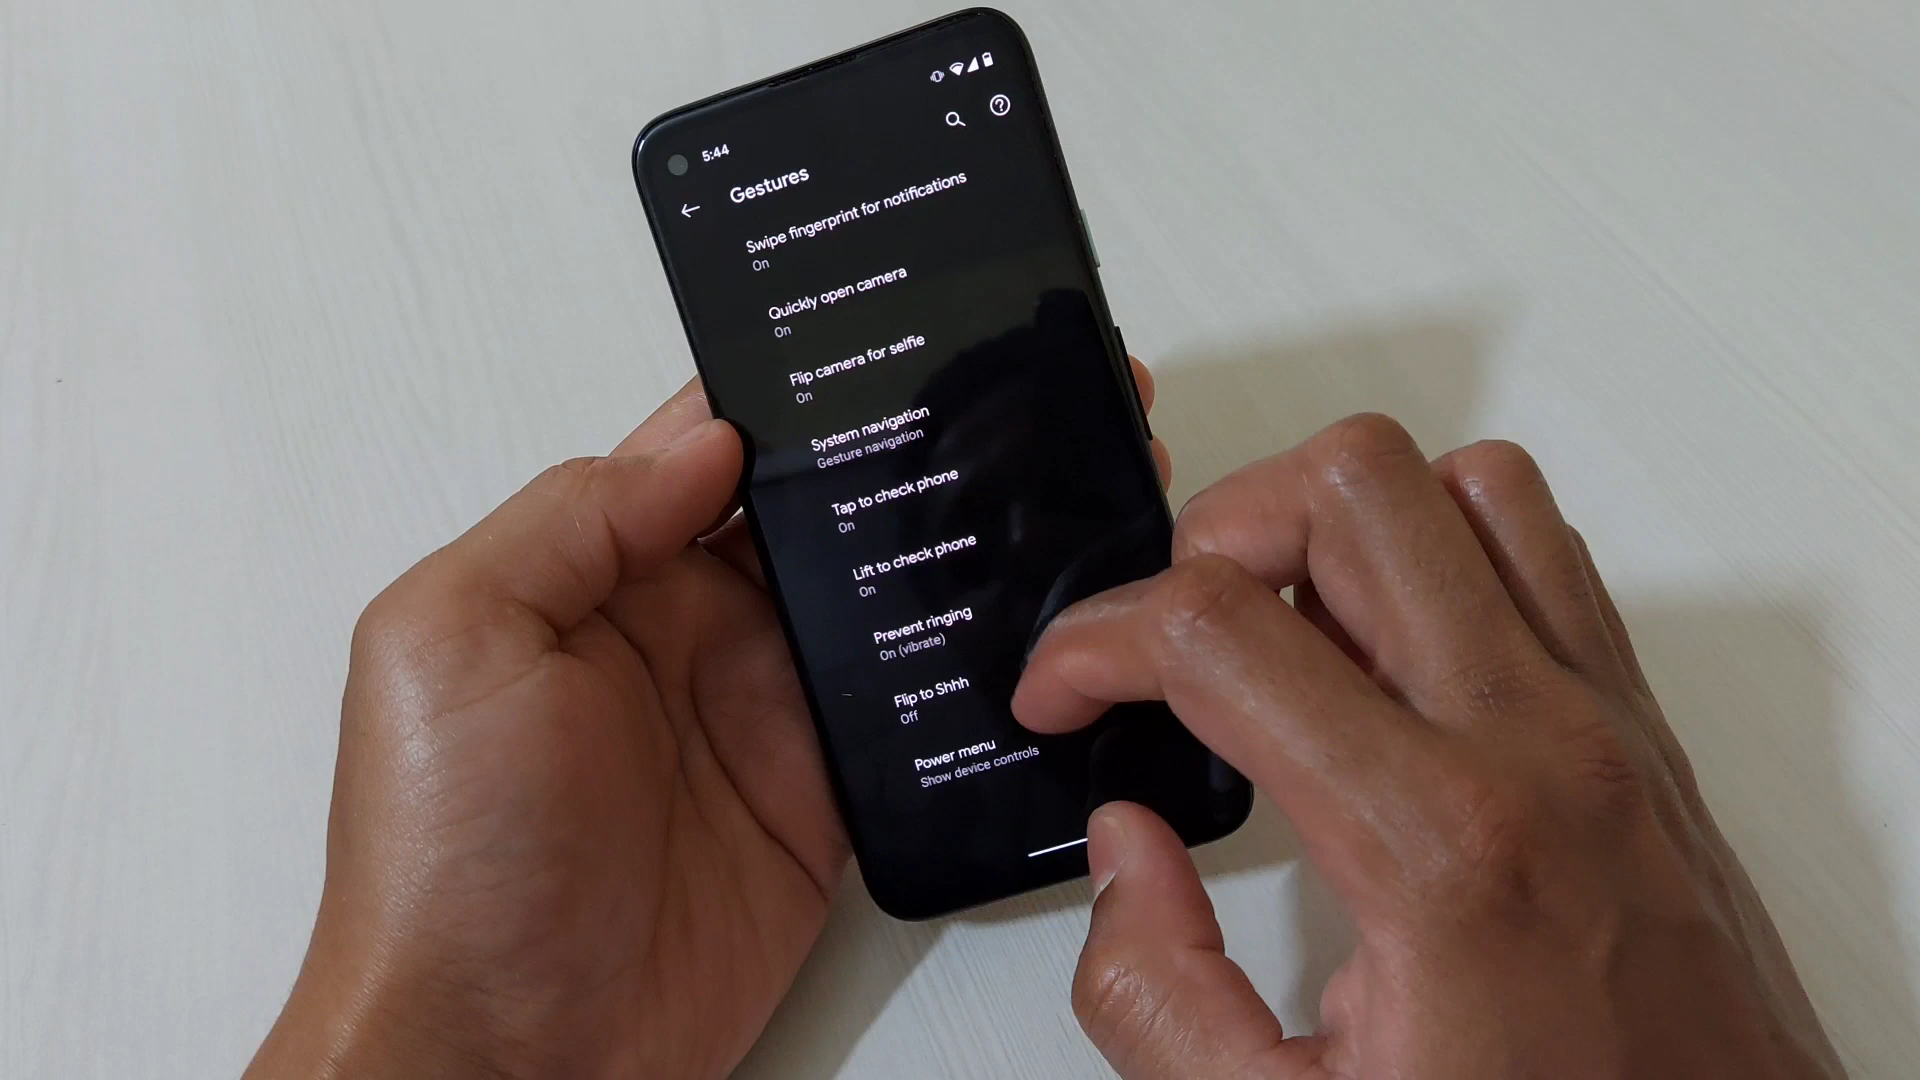 5:44
Gestures
Swipe fingerprint for notifications
On
Quickly open camera
On
Flip camera for selfie
On
System navigation
Gesture navigation
Tap to check phone
On
Lift to check phone
On
Prevent ringing
On (vibrate)
Flip to Shhh
Off
Power menu
Show device controls